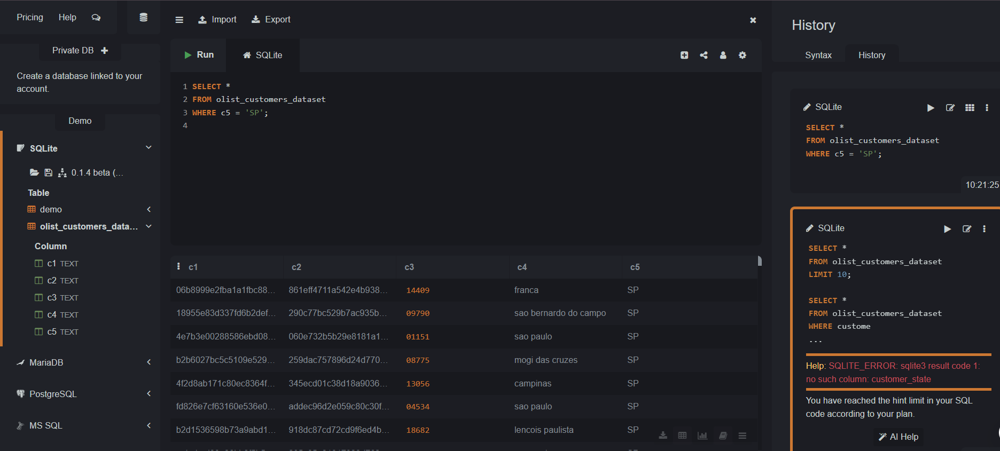 Pricing Help
Private DB
Create a database linked to your
account.
Demo
SQLite
0.1.4 beta (...
Table
demo
olist_customers_data...
Column
c1 TEXT
c2 TEXT
c3 TEXT
c4 TEXT
c5 TEXT
MariaDB
PostgreSQL
MS SQL
Import Export
Run SQLite
1 SELECT *
2 FROM olist_customers_dataset
3 WHERE c5 = 'SP';
4
c1 c2 c3 c4 c5
06b8999e2fba1a1fbc88... 861eff4711a542e4b938... 14409 franca SP
18955e83d337fd6b2def... 290c77bc529b7ac935b... 09790 sao bernardo do campo SP
4e7b3e00288586ebd08... 060e732b5b29e8181a1... 01151 sao paulo SP
b2b6027bc5c5109e529... 259dac757896d24d770... 08775 mogi das cruzes SP
4f2d8ab171c80ec8364f... 345ecd01c38d18a9036... 13056 campinas SP
fd826e7cf63160e536e0... addec96d2e059c80c30f... 04534 sao paulo SP
b2d1536598b73a9abd1... 918dc87cd72cd9f6ed4b... 18682 lencois paulista SP
History
Syntax History
SQLite
SELECT *
FROM olist_customers_dataset
WHERE c5 = 'SP';
10:21:25
SQLite
SELECT *
FROM olist_customers_dataset
LIMIT 10;
SELECT *
FROM olist_customers_dataset
WHERE custome
...
Help: SQLITE_ERROR: sqlite3 result code 1:
no such column: customer_state
You have reached the hint limit in your SQL
code according to your plan.
AI Help